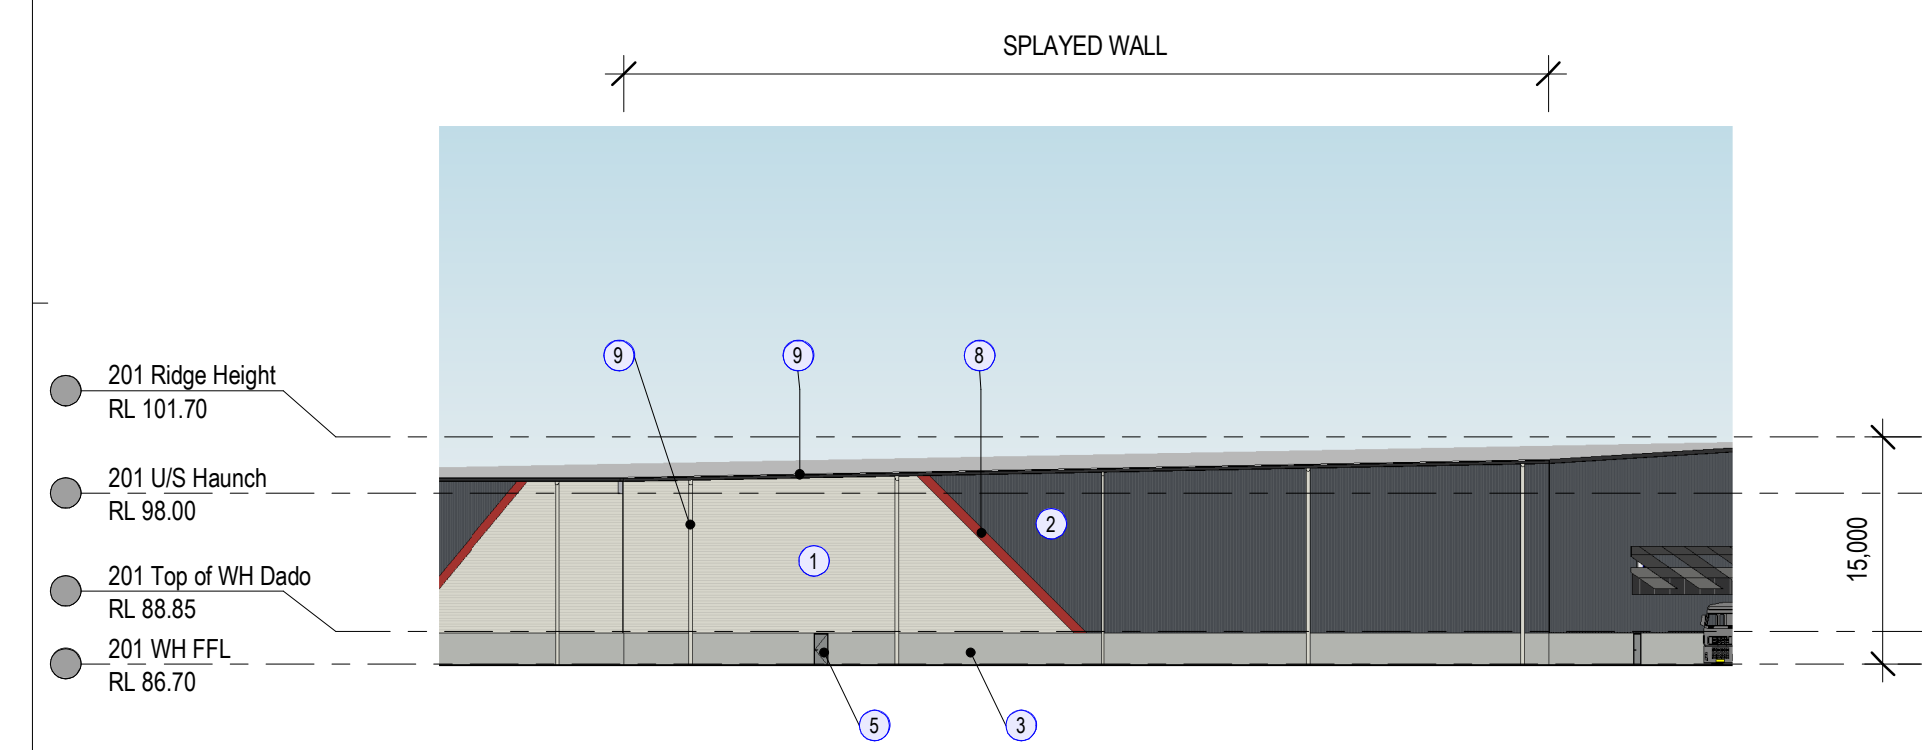 SPLAYED WALL
9
9
8
201 Ridge Height
RL 101.70
201 U/S Haunch
RL 98.00
2
1
15,000
201 Top of WH Dado
RL 88.85
201 WH FFL
RL 86.70
5
3